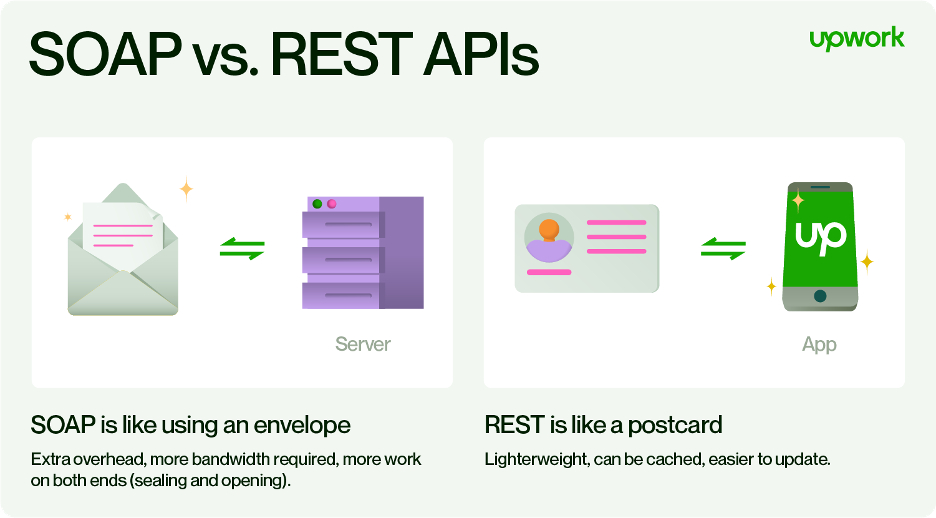 SOAP vs. REST APIs
upwork
up
Server
App
SOAP is like using an envelope
Extra overhead, more bandwidth required, more work
on both ends (sealing and opening).
REST is like a postcard
Lighterweight, can be cached, easier to update.